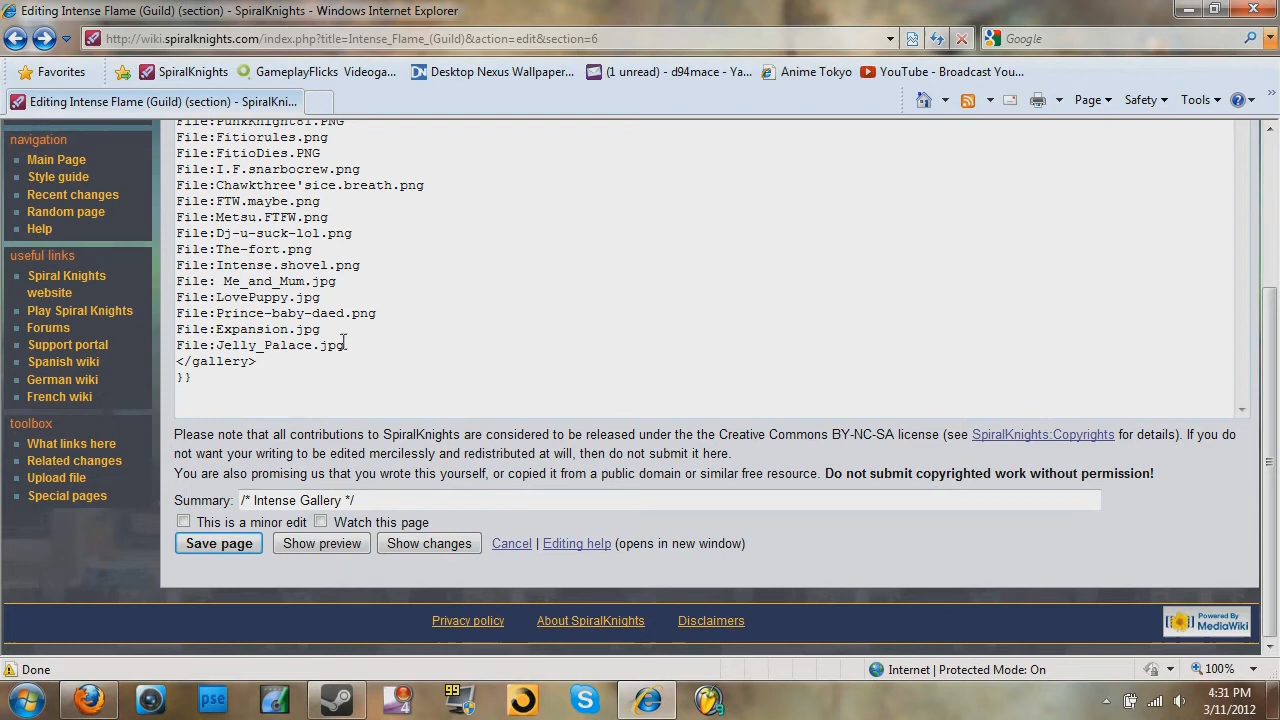 Editing Intense Flame (Guild) (section) - SpiralKnights - Windows Internet Explorer
http://wiki.spiralknights.com/index.php?title=Intense_Flame_(Guild)&action=edit&section=6
Google
Favorites SpiralKnights GameplayFlicks Videoga... DN Desktop Nexus Wallpaper... (1 unread) - d94mace - Ya... Anime Tokyo YouTube - Broadcast You...
Editing Intense Flame (Guild) (section) - SpiralKni...
Page Safety Tools
navigation
Main Page
Style guide
Recent changes
Random page
Help
useful links
Spiral Knights
website
Play Spiral Knights
Forums
Support portal
Spanish wiki
German wiki
French wiki
toolbox
What links here
Related changes
Upload file
Special pages
File:PunkKnight81.PNG
File:Fitiorules.png
File:FitioDies.PNG
File:I.F.snarbocrew.png
File:Chawkthree'sice.breath.png
File:FTW.maybe.png
File:Metsu.FTFW.png
File:Dj-u-suck-lol.png
File:The-fort.png
File:Intense.shovel.png
File: Me_and_Mum.jpg
File:LovePuppy.jpg
File:Prince-baby-daed.png
File:Expansion.jpg
File:Jelly_Palace.jpg
</gallery>
}}
Please note that all contributions to SpiralKnights are considered to be released under the the Creative Commons BY-NC-SA license (see SpiralKnights:Copyrights for details). If you do
not want your writing to be edited mercilessly and redistributed at will, then do not submit it here.
You are also promising us that you wrote this yourself, or copied it from a public domain or similar free resource. Do not submit copyrighted work without permission!
Summary: /* Intense Gallery */
This is a minor edit Watch this page
Save page Show preview Show changes Cancel | Editing help (opens in new window)
Privacy policy About SpiralKnights Disclaimers
Powered By
MediaWiki
Done
Internet | Protected Mode: On
100%
pse
4
99
9
4:31 PM
3/11/2012